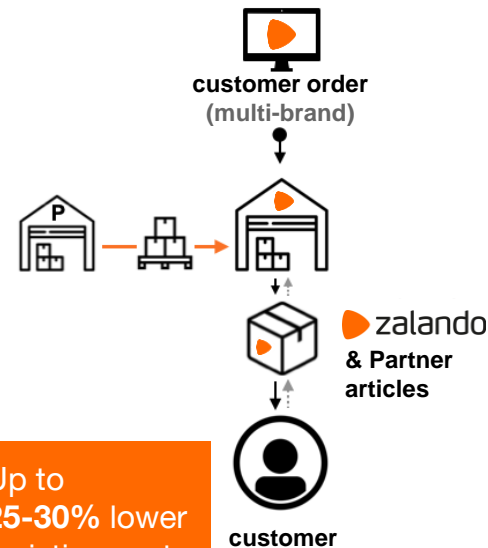 customer order
(multi-brand)
P
zalando
& Partner
articles
Up to
25-30% lower
customer